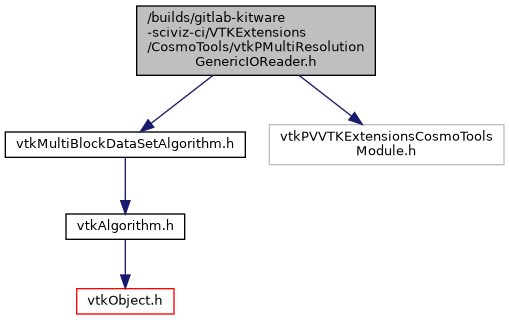 /builds/gitlab-kitware
-sciviz-ci/VTKExtensions
/CosmoTools/vtkPMultiResolution
GenericIOReader.h
vtkMultiBlockDataSetAlgorithm.h
vtkPVVTKExtensionsCosmoTools
Module.h
vtkAlgorithm.h
vtkObject.h